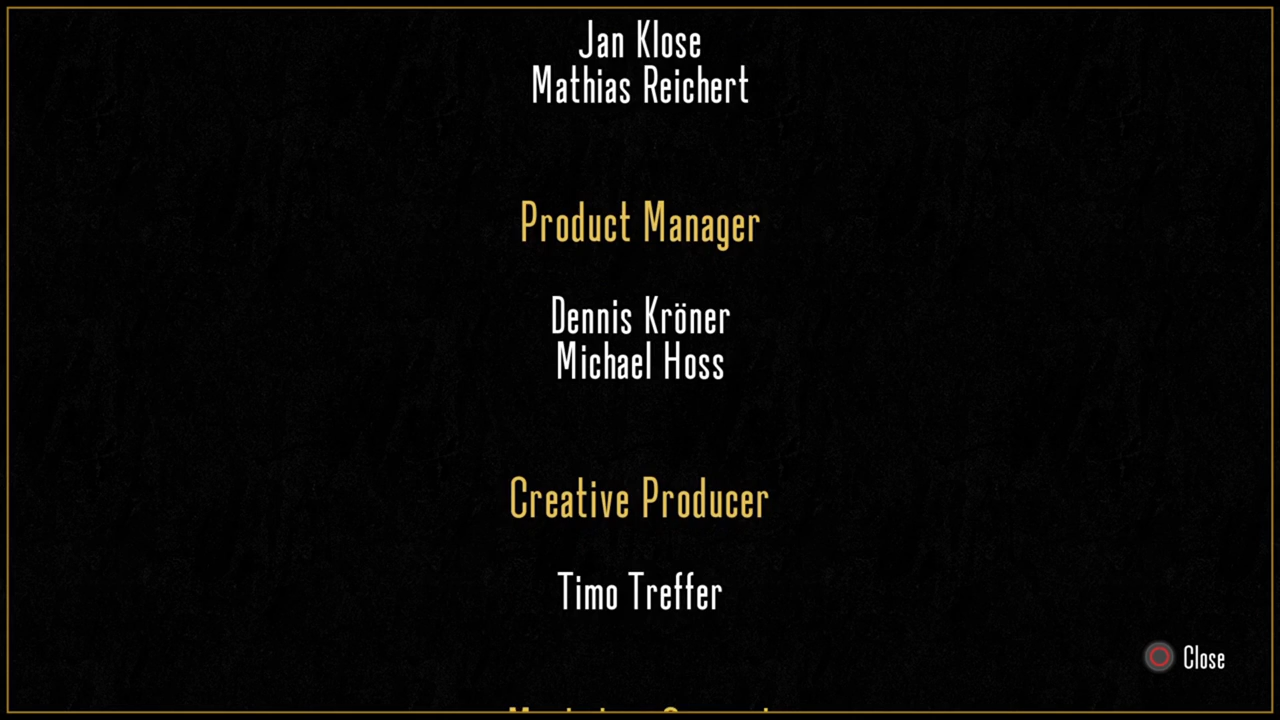 Jan Klose
Mathias Reichert
Product Manager
Dennis Kröner
Michael Hoss
Creative Producer
Timo Treffer
Close